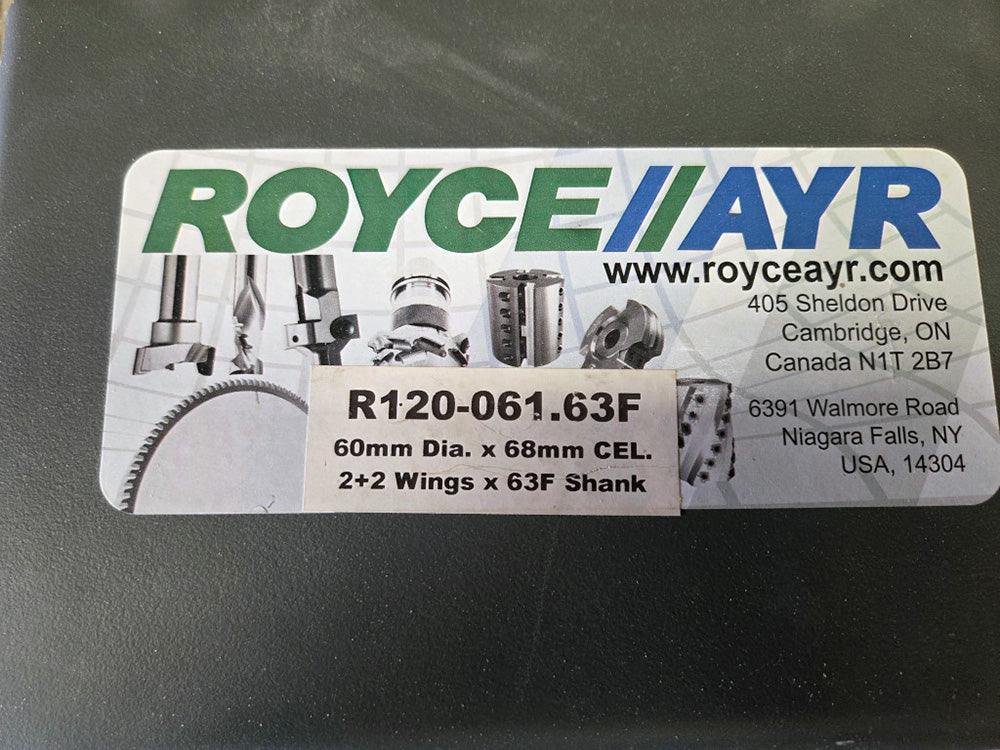 ROYCE//AYR
www.royceayr.com
405 Sheldon Drive
Cambridge, ON
Canada N1T 2B7
6391 Walmore Road
Niagara Falls, NY
USA, 14304
R120-061.63F
60mm Dia. x 68mm CEL.
2+2 Wings x 63F Shank